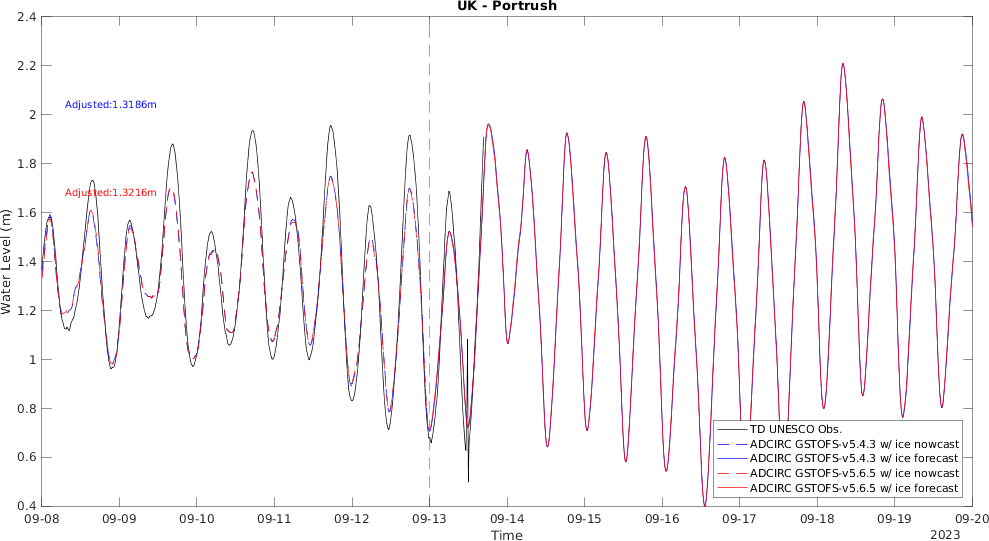 UK - Portrush
2.4
2.2
2
1.8
1.6
1.4
1.2
1
0.8
0.6
0.4
Water Level (m)
Adjusted:1.3186m
Adjusted:1.3216m
TD UNESCO Obs.
ADCIRC GSTOFS-v5.4.3 w/ ice nowcast
ADCIRC GSTOFS-v5.4.3 w/ ice forecast
ADCIRC GSTOFS-v5.6.5 w/ ice nowcast
ADCIRC GSTOFS-v5.6.5 w/ ice forecast
09-08 09-09 09-10 09-11 09-12 09-13 09-14 09-15 09-16 09-17 09-18 09-19 09-20
Time
2023